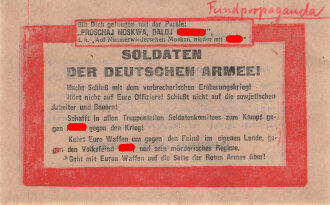 Feindpropaganda
Gib Dich gefangen mit der Parole:
"PROSCHAJ MOSKWA, DALOJ
d. h. „Auf Nimmerwiedersehen Moskau, nieder mit
SOLDATEN
DER DEUTSCHEN ARMEE!
Macht Schluß mit dem verbrecherischen Eroberungskrieg!
Hört nicht auf Eure Offiziere! Schießt nicht auf die sowjetischen
Arbeiter und Bauern!
Schafft in allen Truppenteilen Soldatenkomitees zum Kampf ge-
gen gegen den Krieg!
Kehrt Eure Waffen um gegen den Feind im eigenen Lande, ge-
gen den Volksfeind und sein mörderisches Regime.
Geht mit Euren Waffen auf die Seite der Roten Armee über!